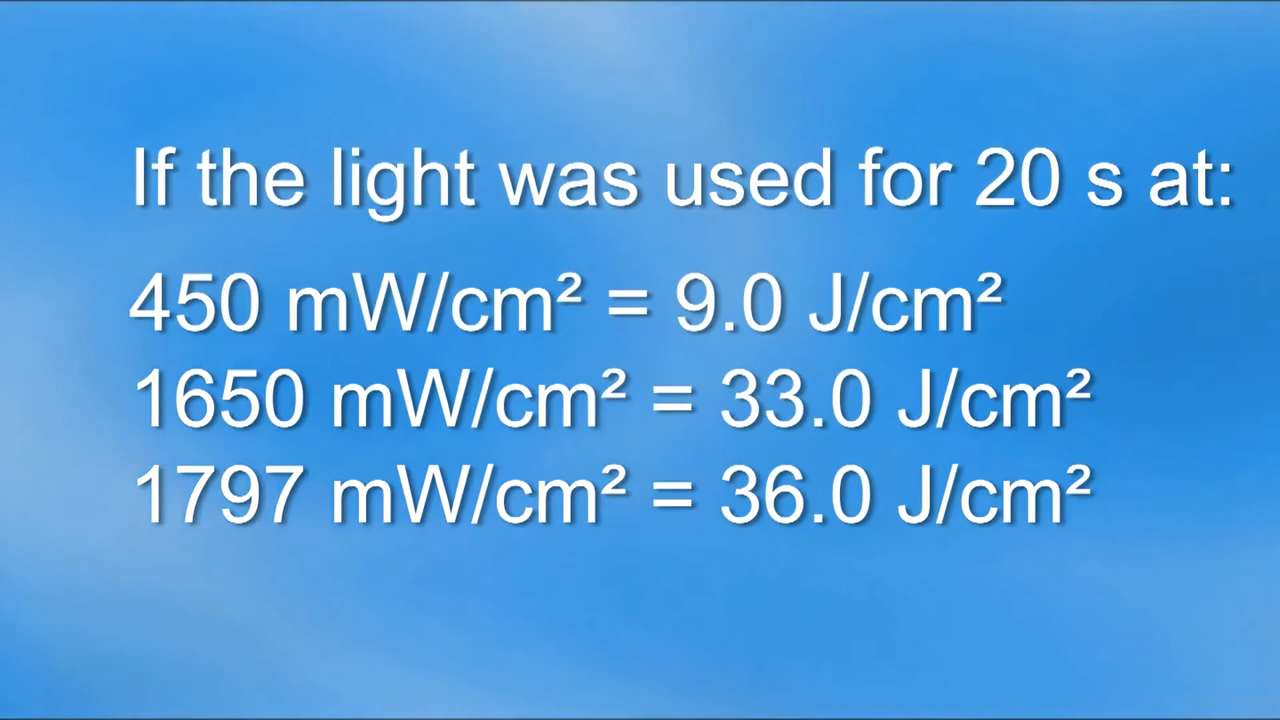 If the light was used for 20 s at:
450 mW/cm² = 9.0 J/cm²
1650 mW/cm² = 33.0 J/cm²
1797 mW/cm² = 36.0 J/cm²